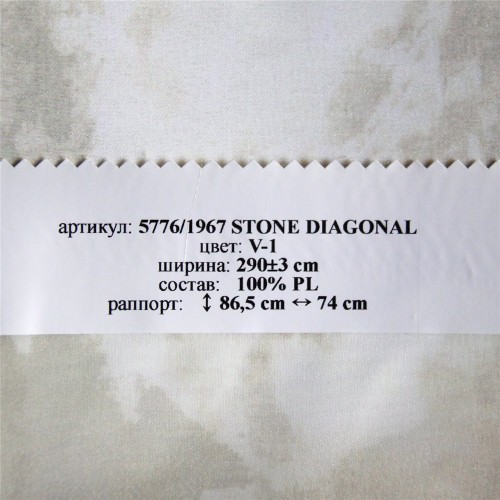 артикул: 5776/1967 STONE DIAGONAL
цвет: V-1
ширина: 290±3 cm
состав: 100% PL
раппорт: ↕ 86,5 cm ↔ 74 cm